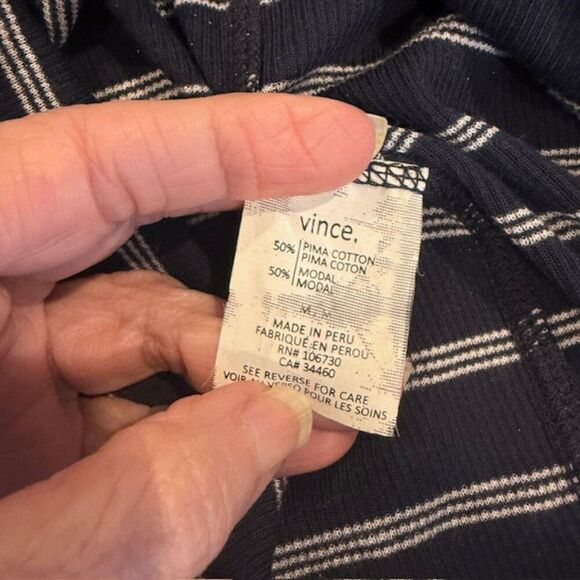 vince.
50% PIMA COTTON
PIMA COTON
50% MODAL
MODAL
M / M
MADE IN PERU
FABRIQUÉ EN PEROU
RN# 106730
CA# 34460
SEE REVERSE FOR CARE
VOIR AU VERSO POUR LES SOINS